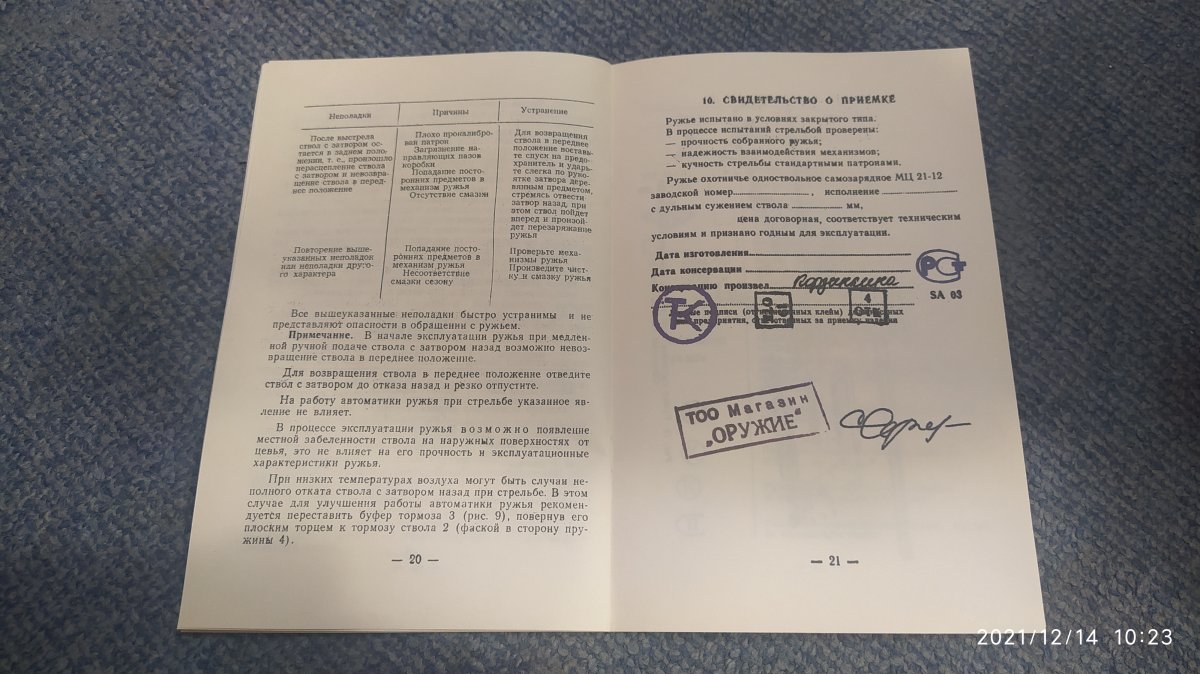 Неполадки
Причины
Устранение
После выстрела
ствол с затвором ос-
тается в заднем поло-
жении, т. е., произошло
нерасцепление ствола
с затвором и невозвра-
щение ствола в перед-
нее положение
Плохо прокалибро-
ван патрон
Загрязнение на-
правляющих пазов
коробки
Попадание посто-
ронних предметов в
механизм ружья
Отсутствие смазки
Для возвращения
ствола в переднее
положение поставь-
те спуск на предо-
хранитель и ударь-
те слегка по руко-
ятке затвора дере-
вянным предметом,
стремясь отвести
затвор назад, при
этом ствол пойдет
вперед и произой-
дет перезаряжание
ружья
Повторение выше-
указанных неполадок
или неполадки друго-
го характера
Попадание посто-
ронних предметов в
механизм ружья
Несоответствие
смазки сезону
Проверьте меха-
низмы ружья
Произведите чист-
ку и смазку ружья
Все вышеуказанные неполадки быстро устранимы и не
представляют опасности в обращении с ружьем.
Примечание. В начале эксплуатации ружья при медлен-
ной ручной подаче ствола с затвором назад возможно невоз-
вращение ствола в переднее положение.
Для возвращения ствола в переднее положение отведите
ствол с затвором до отказа назад и резко отпустите.
На работу автоматики ружья при стрельбе указанное яв-
ление не влияет.
В процессе эксплуатации ружья возможно появление
местной забеленности ствола на наружных поверхностях от
цевья, это не влияет на его прочность и эксплуатационные
характеристики ружья.
При низких температурах воздуха могут быть случаи не-
полного отката ствола с затвором назад при стрельбе. В этом
случае для улучшения работы автоматики ружья рекомен-
дуется переставить буфер тормоза 3 (рис. 9), повернув его
плоским торцем к тормозу ствола 2 (фаской в сторону пру-
жины 4).
— 20 —
10. СВИДЕТЕЛЬСТВО О ПРИЕМКЕ
Ружье испытано в условиях закрытого типа.
В процессе испытаний стрельбой проверены:
— прочность собранного ружья;
— надежность взаимодействия механизмов;
— кучность стрельбы стандартными патронами.
Ружье охотничье одноствольное самозарядное МЦ 21-12
заводской номер, исполнение
с дульным сужением ствола мм,
цена договорная, соответствует техническим
условиям и признано годным для эксплуатации.
Дата изготовления
Дата консервации
Консервацию произвел
РСТ
SA 03
4
ОТК
предприятия, ответственных за приемку изделия
ТОО Магазин
„ОРУЖИЕ"
— 21 —
2021/12/14 10:23